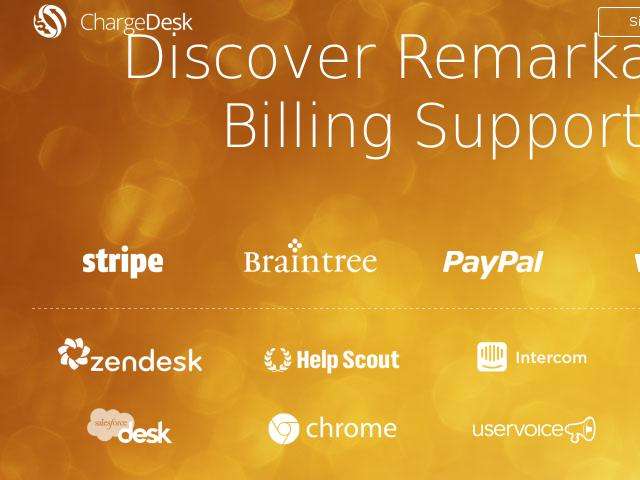 ChargeDesk
Discover Remarka
Billing Support
stripe
Braintree
PayPal
zendesk
Help Scout
Intercom
salesforce
desk
chrome
uservoice